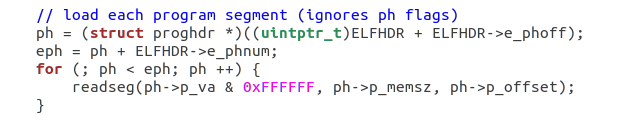 // load each program segment (ignores ph flags)
ph = (struct proghdr *)((uintptr_t)ELFHDR + ELFHDR->e_phoff);
eph = ph + ELFHDR->e_phnum;
for (; ph < eph; ph ++) {
    readseg(ph->p_va & 0xFFFFFF, ph->p_memsz, ph->p_offset);
}